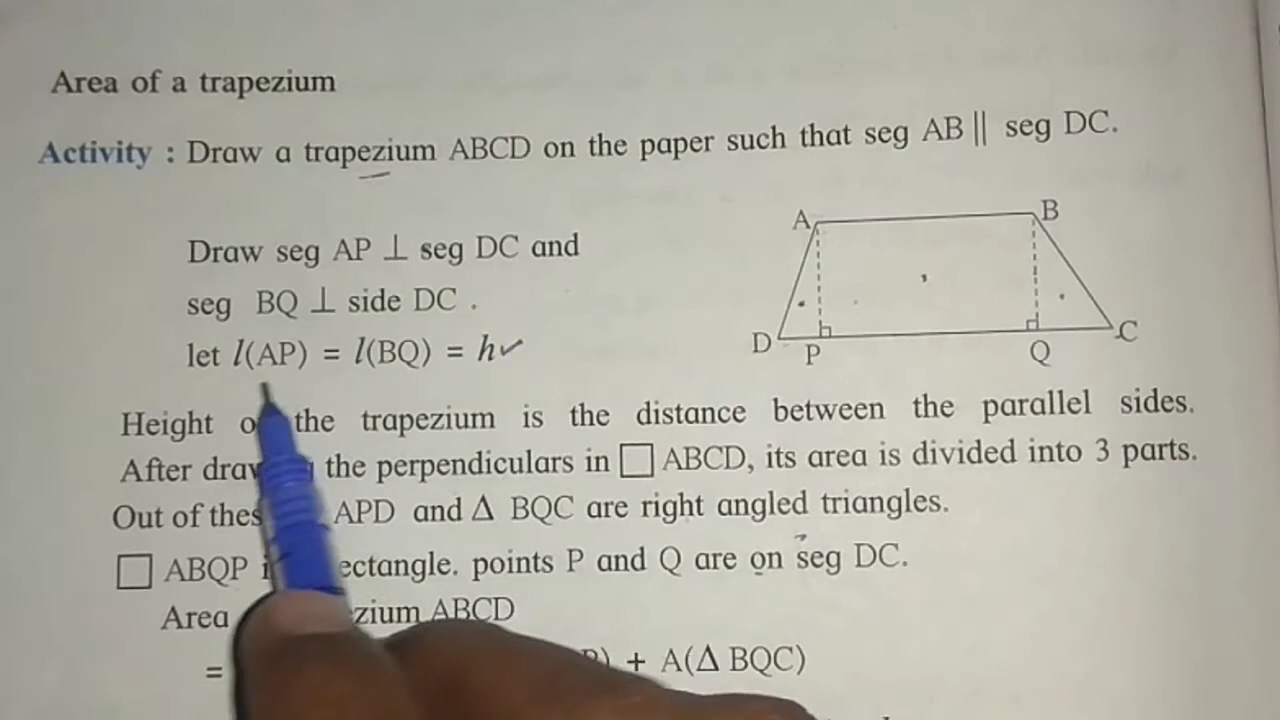 Area of a trapezium
Activity : Draw a trapezium ABCD on the paper such that seg AB || seg DC.
Draw seg AP ⊥ seg DC and
seg BQ ⊥ side DC .
let l(AP) = l(BQ) = h
A
B
D
P
Q
C
Height the trapezium is the distance between the parallel sides.
After the perpendiculars in □ ABCD, its area is divided into 3 parts.
Out of APD and Δ BQC are right angled triangles.
□ ABQP points P and Q are on seg DC.
Area ABCD
= + A(Δ BQC)